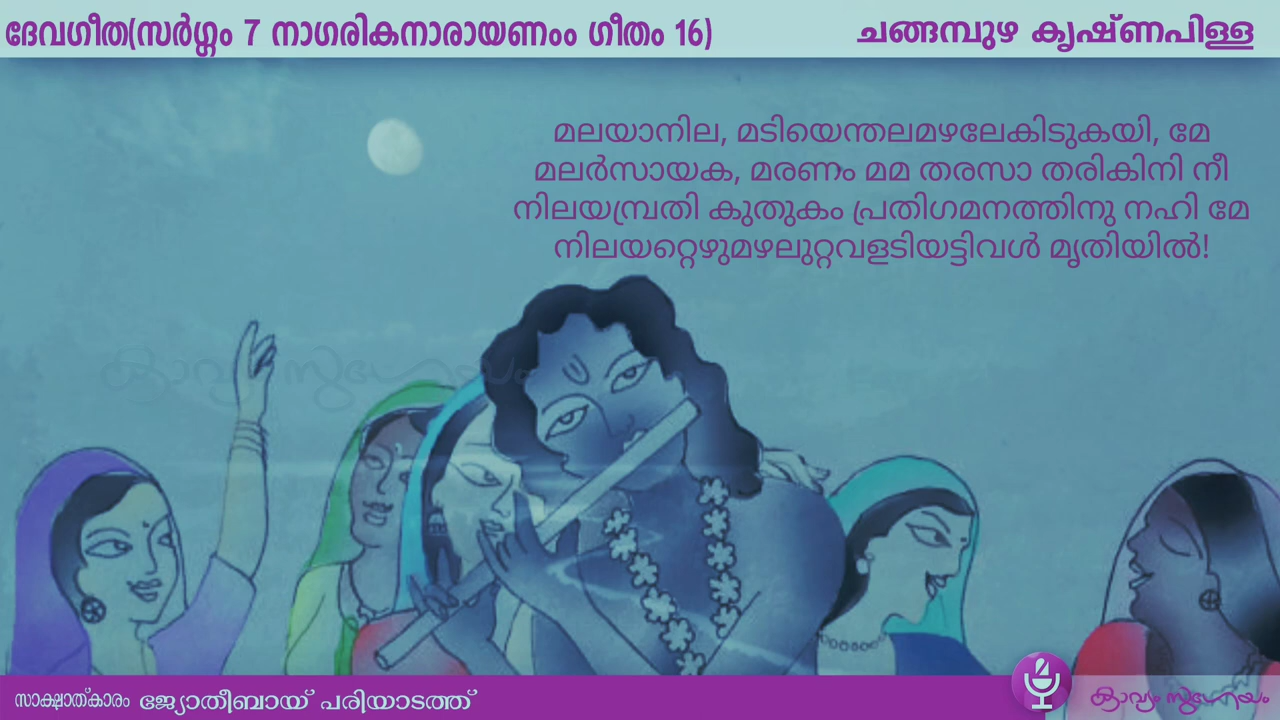 ദേവഗീത(സർഗ്ഗം 7 നാഗരികനാരായണംം ഗീതം 16)
ചങ്ങമ്പുഴ കൃഷ്ണപിള്ള
മലയാനില, മടിയെന്തലമഴലേകിടുകയി, മേ
മലർസായക, മരണം മമ തരസാ തരികിനി നീ
നിലയമ്പ്രതി കുതുകം പ്രതിഗമനത്തിനു നഹി മേ
നിലയറ്റെഴുമഴലുറ്റവളടിയട്ടിവൾ മൃതിയിൽ!
കാവ്യം സുഗേയം
സാക്ഷാത്കാരം ജ്യോതീബായ് പരിയാടത്ത്
കാവ്യം സുഗേയം